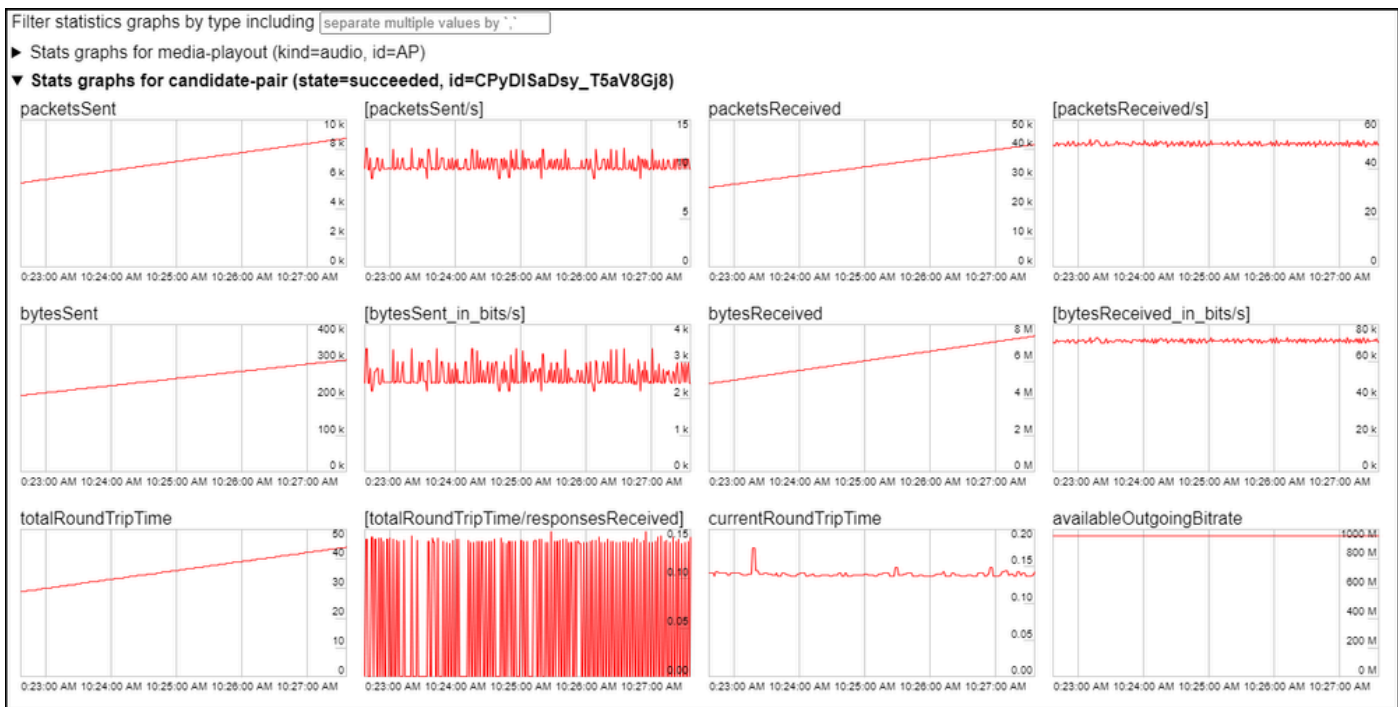 Filter statistics graphs by type including separate multiple values by `,`
► Stats graphs for media-playout (kind=audio, id=AP)
▼ Stats graphs for candidate-pair (state=succeeded, id=CPyDISaDsy_T5aV8Gj8)
packetsSent [packetsSent/s] packetsReceived [packetsReceived/s]
10 k 15 50 k 60
8 k 10 40 k 40
6 k 5 30 k 20
4 k 0 20 k 0
2 k 10 k
0 k 0 k
0:23:00 AM 10:24:00 AM 10:25:00 AM 10:26:00 AM 10:27:00 AM 0:23:00 AM 10:24:00 AM 10:25:00 AM 10:26:00 AM 10:27:00 AM 0:23:00 AM 10:24:00 AM 10:25:00 AM 10:26:00 AM 10:27:00 AM 0:23:00 AM 10:24:00 AM 10:25:00 AM 10:26:00 AM 10:27:00 AM
bytesSent [bytesSent_in_bits/s] bytesReceived [bytesReceived_in_bits/s]
400 k 4 k 8 M 80 k
300 k 3 k 6 M 60 k
200 k 2 k 4 M 40 k
100 k 1 k 2 M 20 k
0 k 0 k 0 M 0 k
0:23:00 AM 10:24:00 AM 10:25:00 AM 10:26:00 AM 10:27:00 AM 0:23:00 AM 10:24:00 AM 10:25:00 AM 10:26:00 AM 10:27:00 AM 0:23:00 AM 10:24:00 AM 10:25:00 AM 10:26:00 AM 10:27:00 AM 0:23:00 AM 10:24:00 AM 10:25:00 AM 10:26:00 AM 10:27:00 AM
totalRoundTripTime [totalRoundTripTime/responsesReceived] currentRoundTripTime availableOutgoingBitrate
50 0.15 0.20 1000 M
40 0.10 0.15 800 M
30 0.05 0.10 600 M
20 0.00 0.05 400 M
10 0.00 200 M
0 0 M
0:23:00 AM 10:24:00 AM 10:25:00 AM 10:26:00 AM 10:27:00 AM 0:23:00 AM 10:24:00 AM 10:25:00 AM 10:26:00 AM 10:27:00 AM 0:23:00 AM 10:24:00 AM 10:25:00 AM 10:26:00 AM 10:27:00 AM 0:23:00 AM 10:24:00 AM 10:25:00 AM 10:26:00 AM 10:27:00 AM